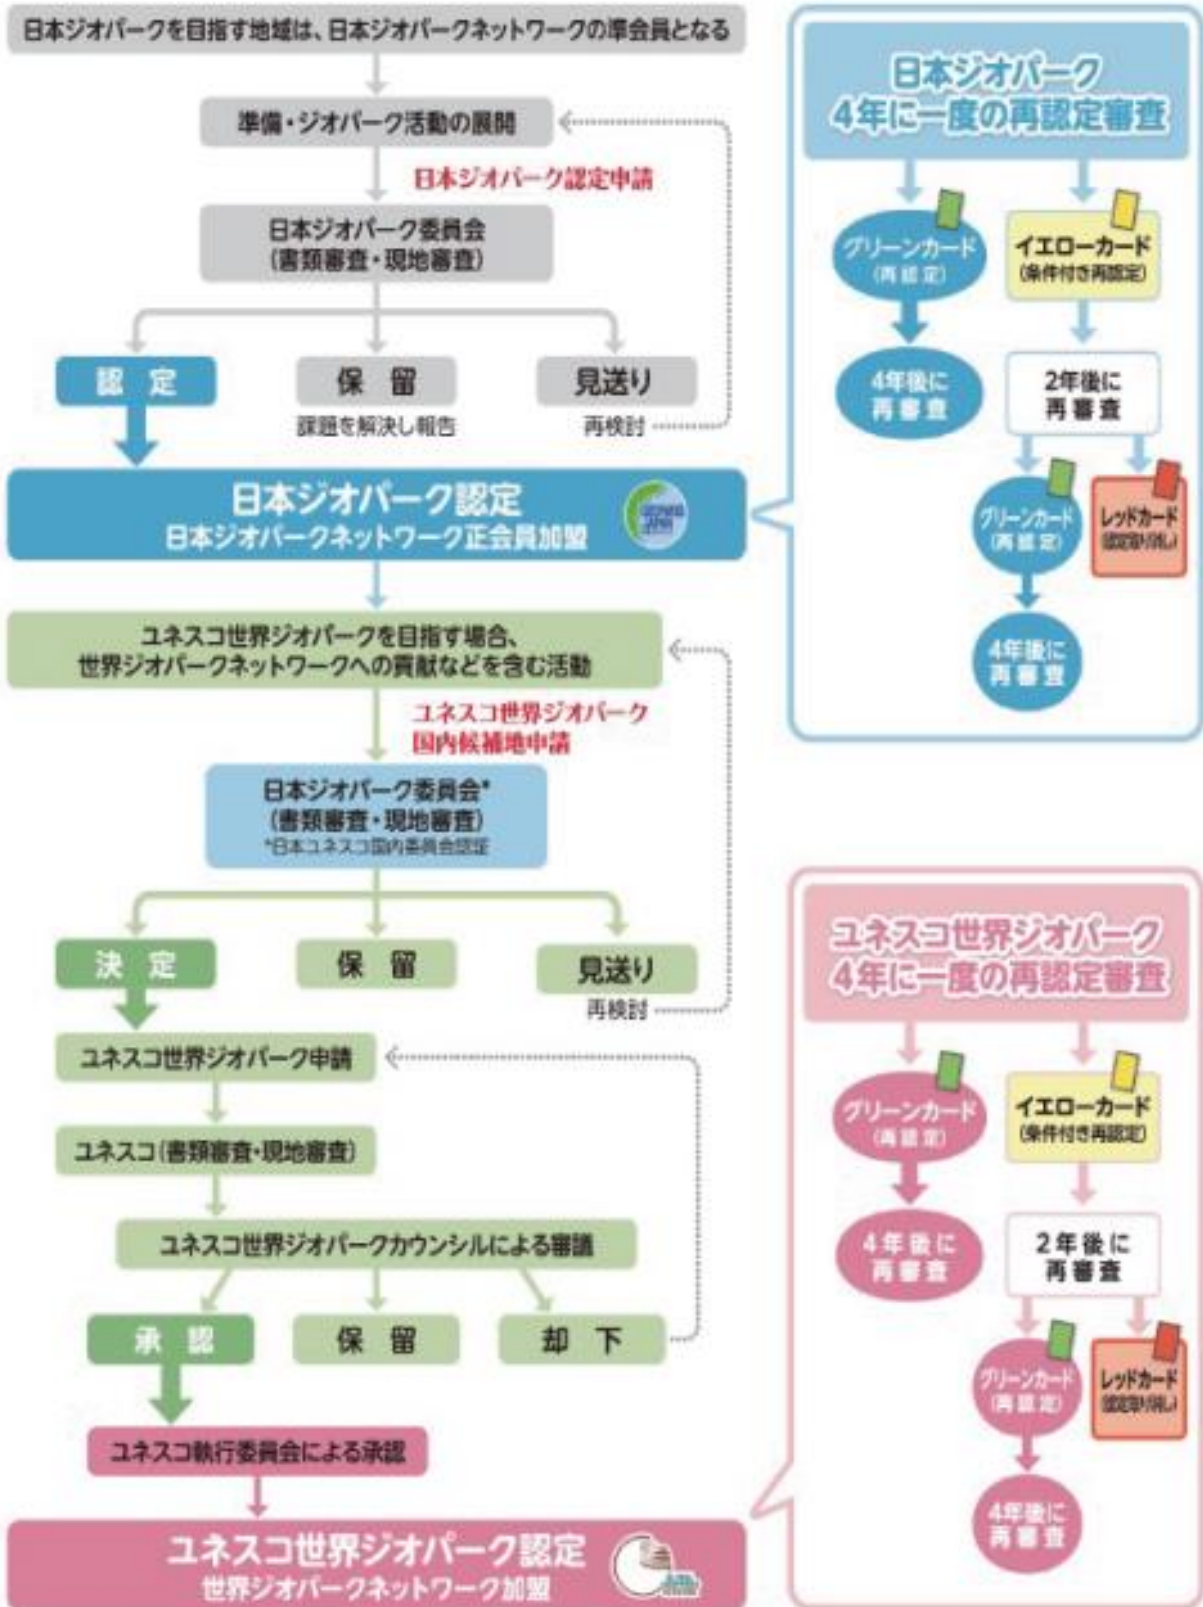 日本ジオパークを目指す地域は、日本ジオパークネットワークの準会員となる
準備・ジオパーク活動の展開
日本ジオパーク認定申請
日本ジオパーク委員会
(書類審査・現地審査)
認 定
保 留
見送り
課題を解決し報告
再検討
日本ジオパーク認定
日本ジオパークネットワーク正会員加盟
ユネスコ世界ジオパークを目指す場合、
世界ジオパークネットワークへの貢献などを含む活動
ユネスコ世界ジオパーク
国内候補地申請
日本ジオパーク委員会*
(書類審査・現地審査)
*日本ユネスコ国内委員会認証
決 定
保 留
見送り
再検討
ユネスコ世界ジオパーク申請
ユネスコ(書類審査・現地審査)
ユネスコ世界ジオパークカウンシルによる審議
承 認
保 留
却 下
ユネスコ執行委員会による承認
ユネスコ世界ジオパーク認定
世界ジオパークネットワーク加盟
日本ジオパーク
4年に一度の再認定審査
グリーンカード
(再認定)
イエローカード
(条件付き再認定)
4年後に
再審査
2年後に
再審査
グリーンカード
(再認定)
レッドカード
(認定取り消し)
4年後に
再審査
ユネスコ世界ジオパーク
4年に一度の再認定審査
グリーンカード
(再認定)
イエローカード
(条件付き再認定)
4年後に
再審査
2年後に
再審査
グリーンカード
(再認定)
レッドカード
(認定取り消し)
4年後に
再審査